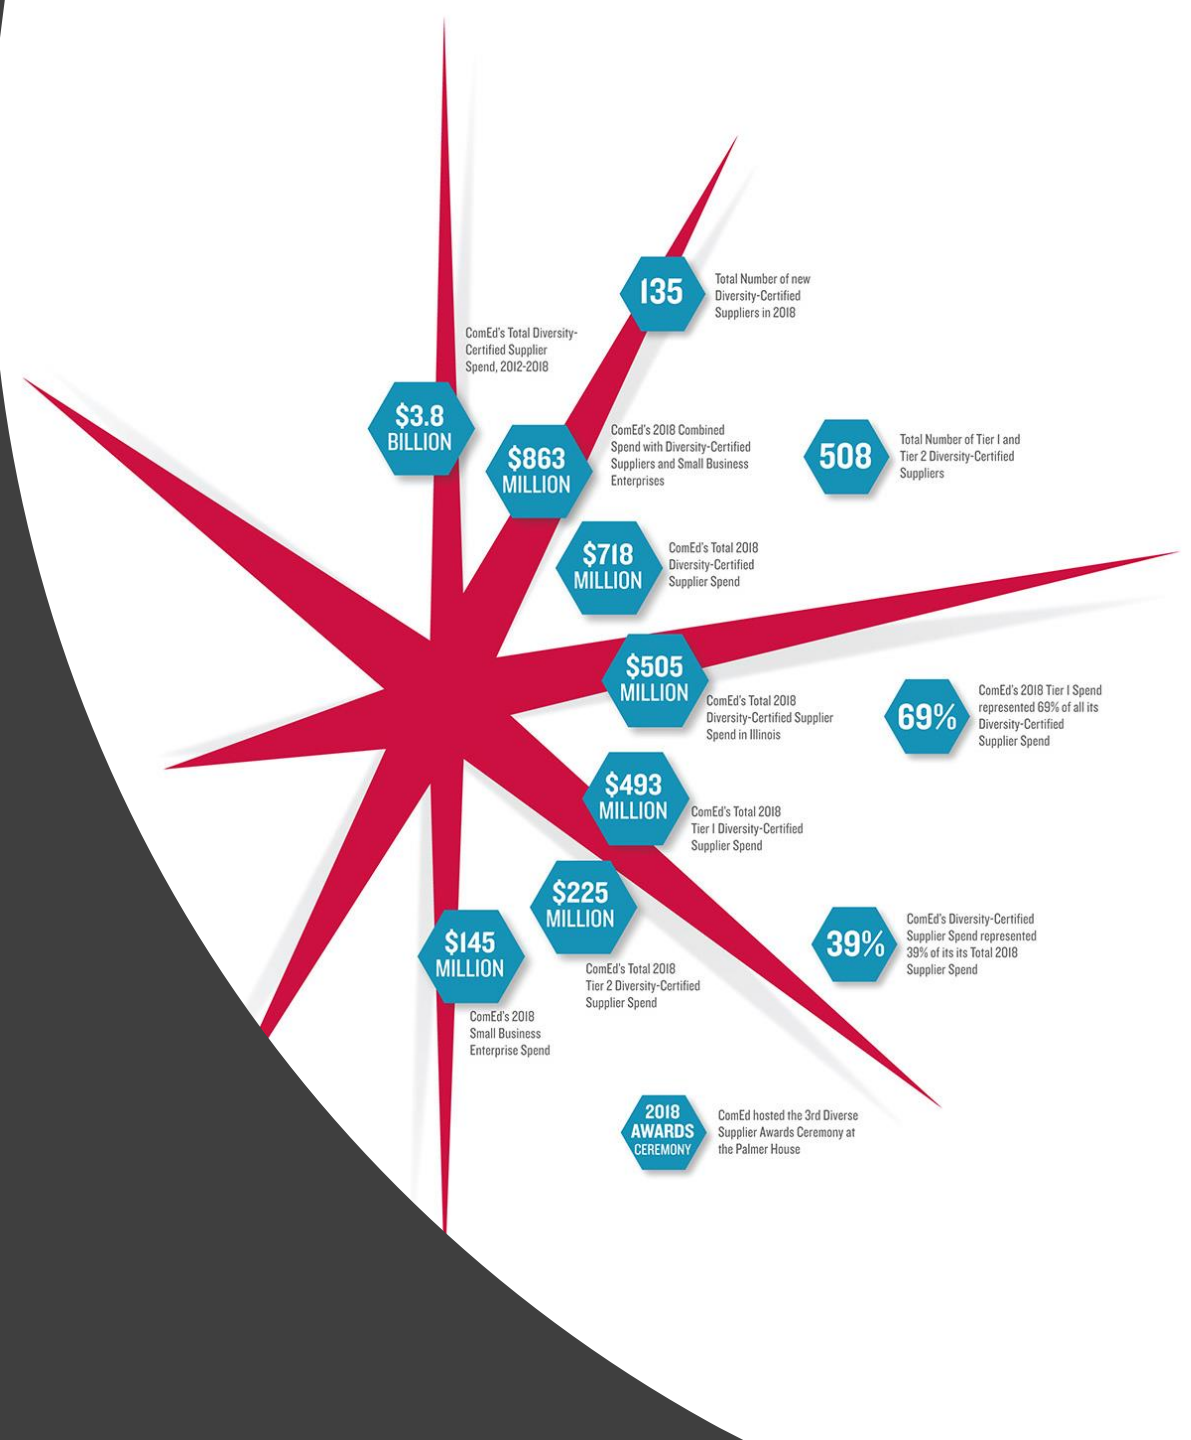 135
Total Number of new
Diversity-Certified
Suppliers in 2018
ComEd's Total Diversity-
Certified Supplier
Spend, 2012-2018
$3.8
BILLION
$863
MILLION
ComEd's 2018 Combined
Spend with Diversity-Certified
Suppliers and Small Business
Enterprises
508
Total Number of Tier 1 and
Tier 2 Diversity-Certified
Suppliers
$718
MILLION
ComEd's Total 2018
Diversity-Certified
Supplier Spend
$505
MILLION
ComEd's Total 2018
Diversity-Certified Supplier
Spend in Illinois
69%
ComEd's 2018 Tier 1 Spend
represented 69% of all its
Diversity-Certified
Supplier Spend
$493
MILLION
ComEd's Total 2018
Tier 1 Diversity-Certified
Supplier Spend
$225
MILLION
ComEd's Total 2018
Tier 2 Diversity-Certified
Supplier Spend
39%
ComEd's Diversity-Certified
Supplier Spend represented
39% of its its Total 2018
Supplier Spend
$145
MILLION
ComEd's 2018
Small Business
Enterprise Spend
2018
AWARDS
CEREMONY
ComEd hosted the 3rd Diverse
Supplier Awards Ceremony at
the Palmer House